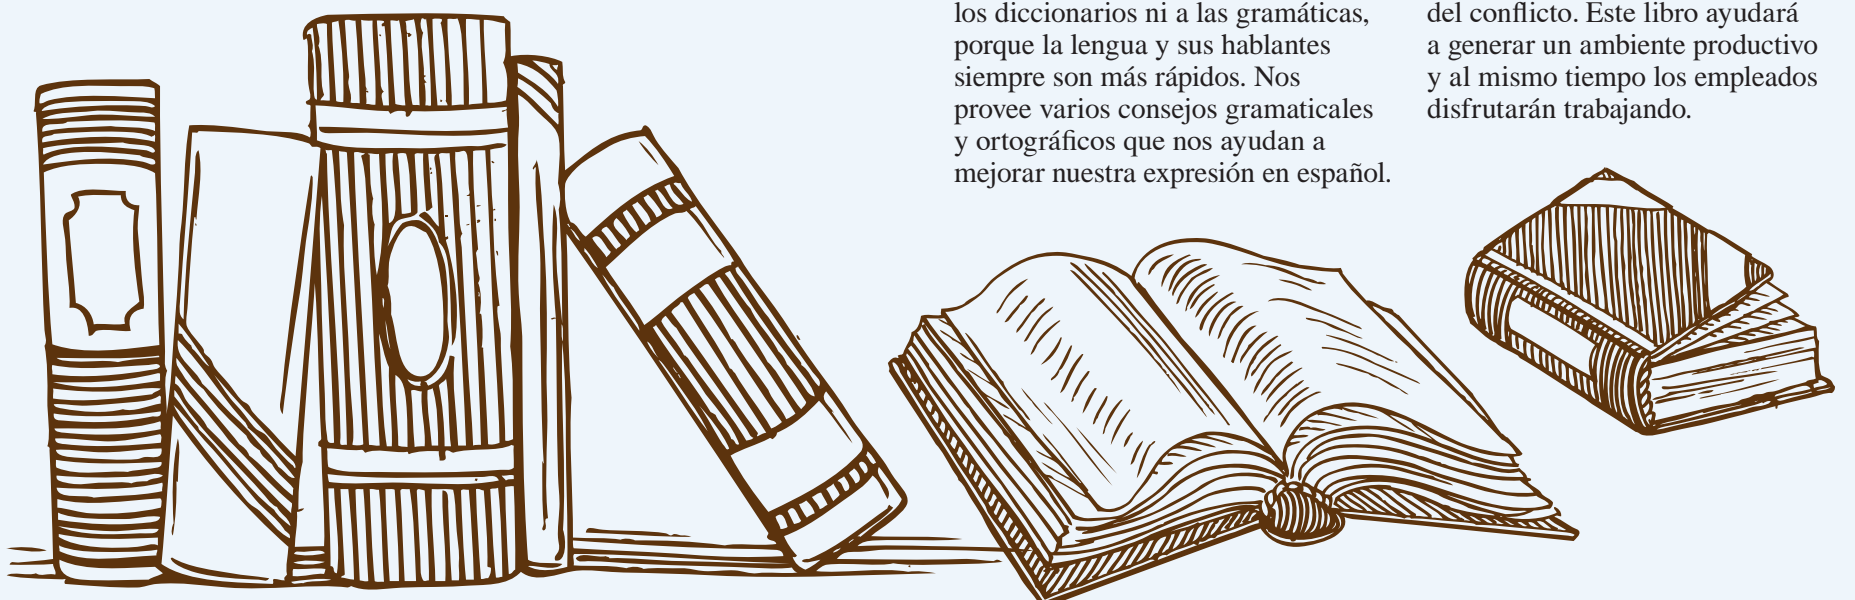 los diccionarios ni a las gramáticas,
porque la lengua y sus hablantes
siempre son más rápidos. Nos
provee varios consejos gramaticales
y ortográficos que nos ayudan a
mejorar nuestra expresión en español.
del conflicto. Este libro ayudará
a generar un ambiente productivo
y al mismo tiempo los empleados
disfrutarán trabajando.